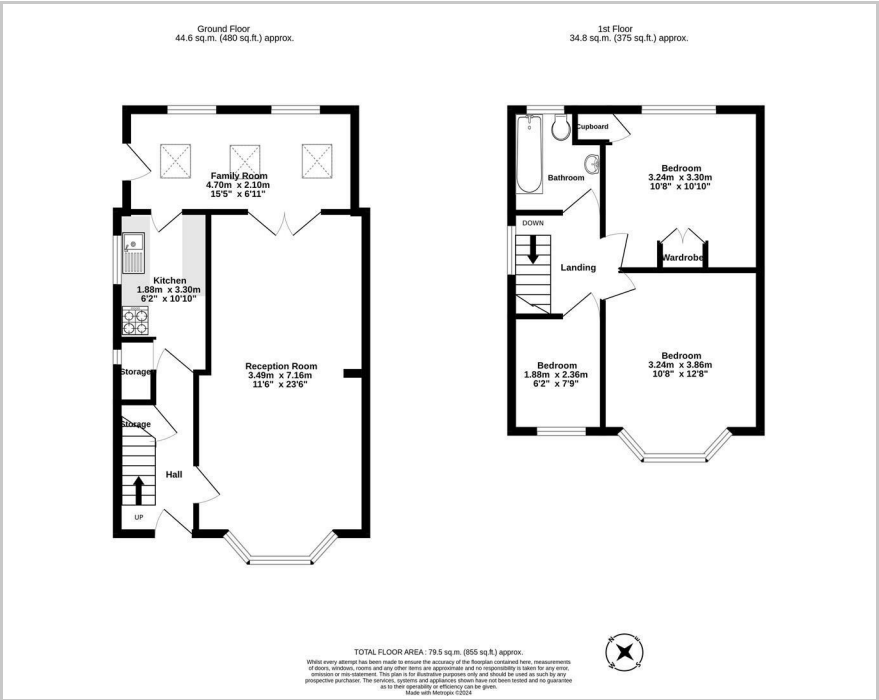 Ground Floor
44.6 sq.m. (480 sq.ft.) approx.
1st Floor
34.8 sq.m. (375 sq.ft.) approx.
Family Room
4.70m x 2.10m
15'5" x 6'11"
Kitchen
1.88m x 3.30m
6'2" x 10'10"
Storage
Storage
Hall
UP
Reception Room
3.49m x 7.16m
11'6" x 23'6"
Cupboard
Bathroom
Bedroom
3.24m x 3.30m
10'8" x 10'10"
Wardrobe
DOWN
Landing
Bedroom
1.88m x 2.36m
6'2" x 7'9"
Bedroom
3.24m x 3.86m
10'8" x 12'8"
TOTAL FLOOR AREA : 79.5 sq.m. (855 sq.ft.) approx.
Whilst every attempt has been made to ensure the accuracy of the floorplan contained here, measurements
of doors, windows, rooms and any other items are approximate and no responsibility is taken for any error,
omission or mis-statement. This plan is for illustrative purposes only and should be used as such by any
prospective purchaser. The services, systems and appliances shown have not been tested and no guarantee
as to their operability or efficiency can be given.
Made with Metropix ©2024
N
E
W
S